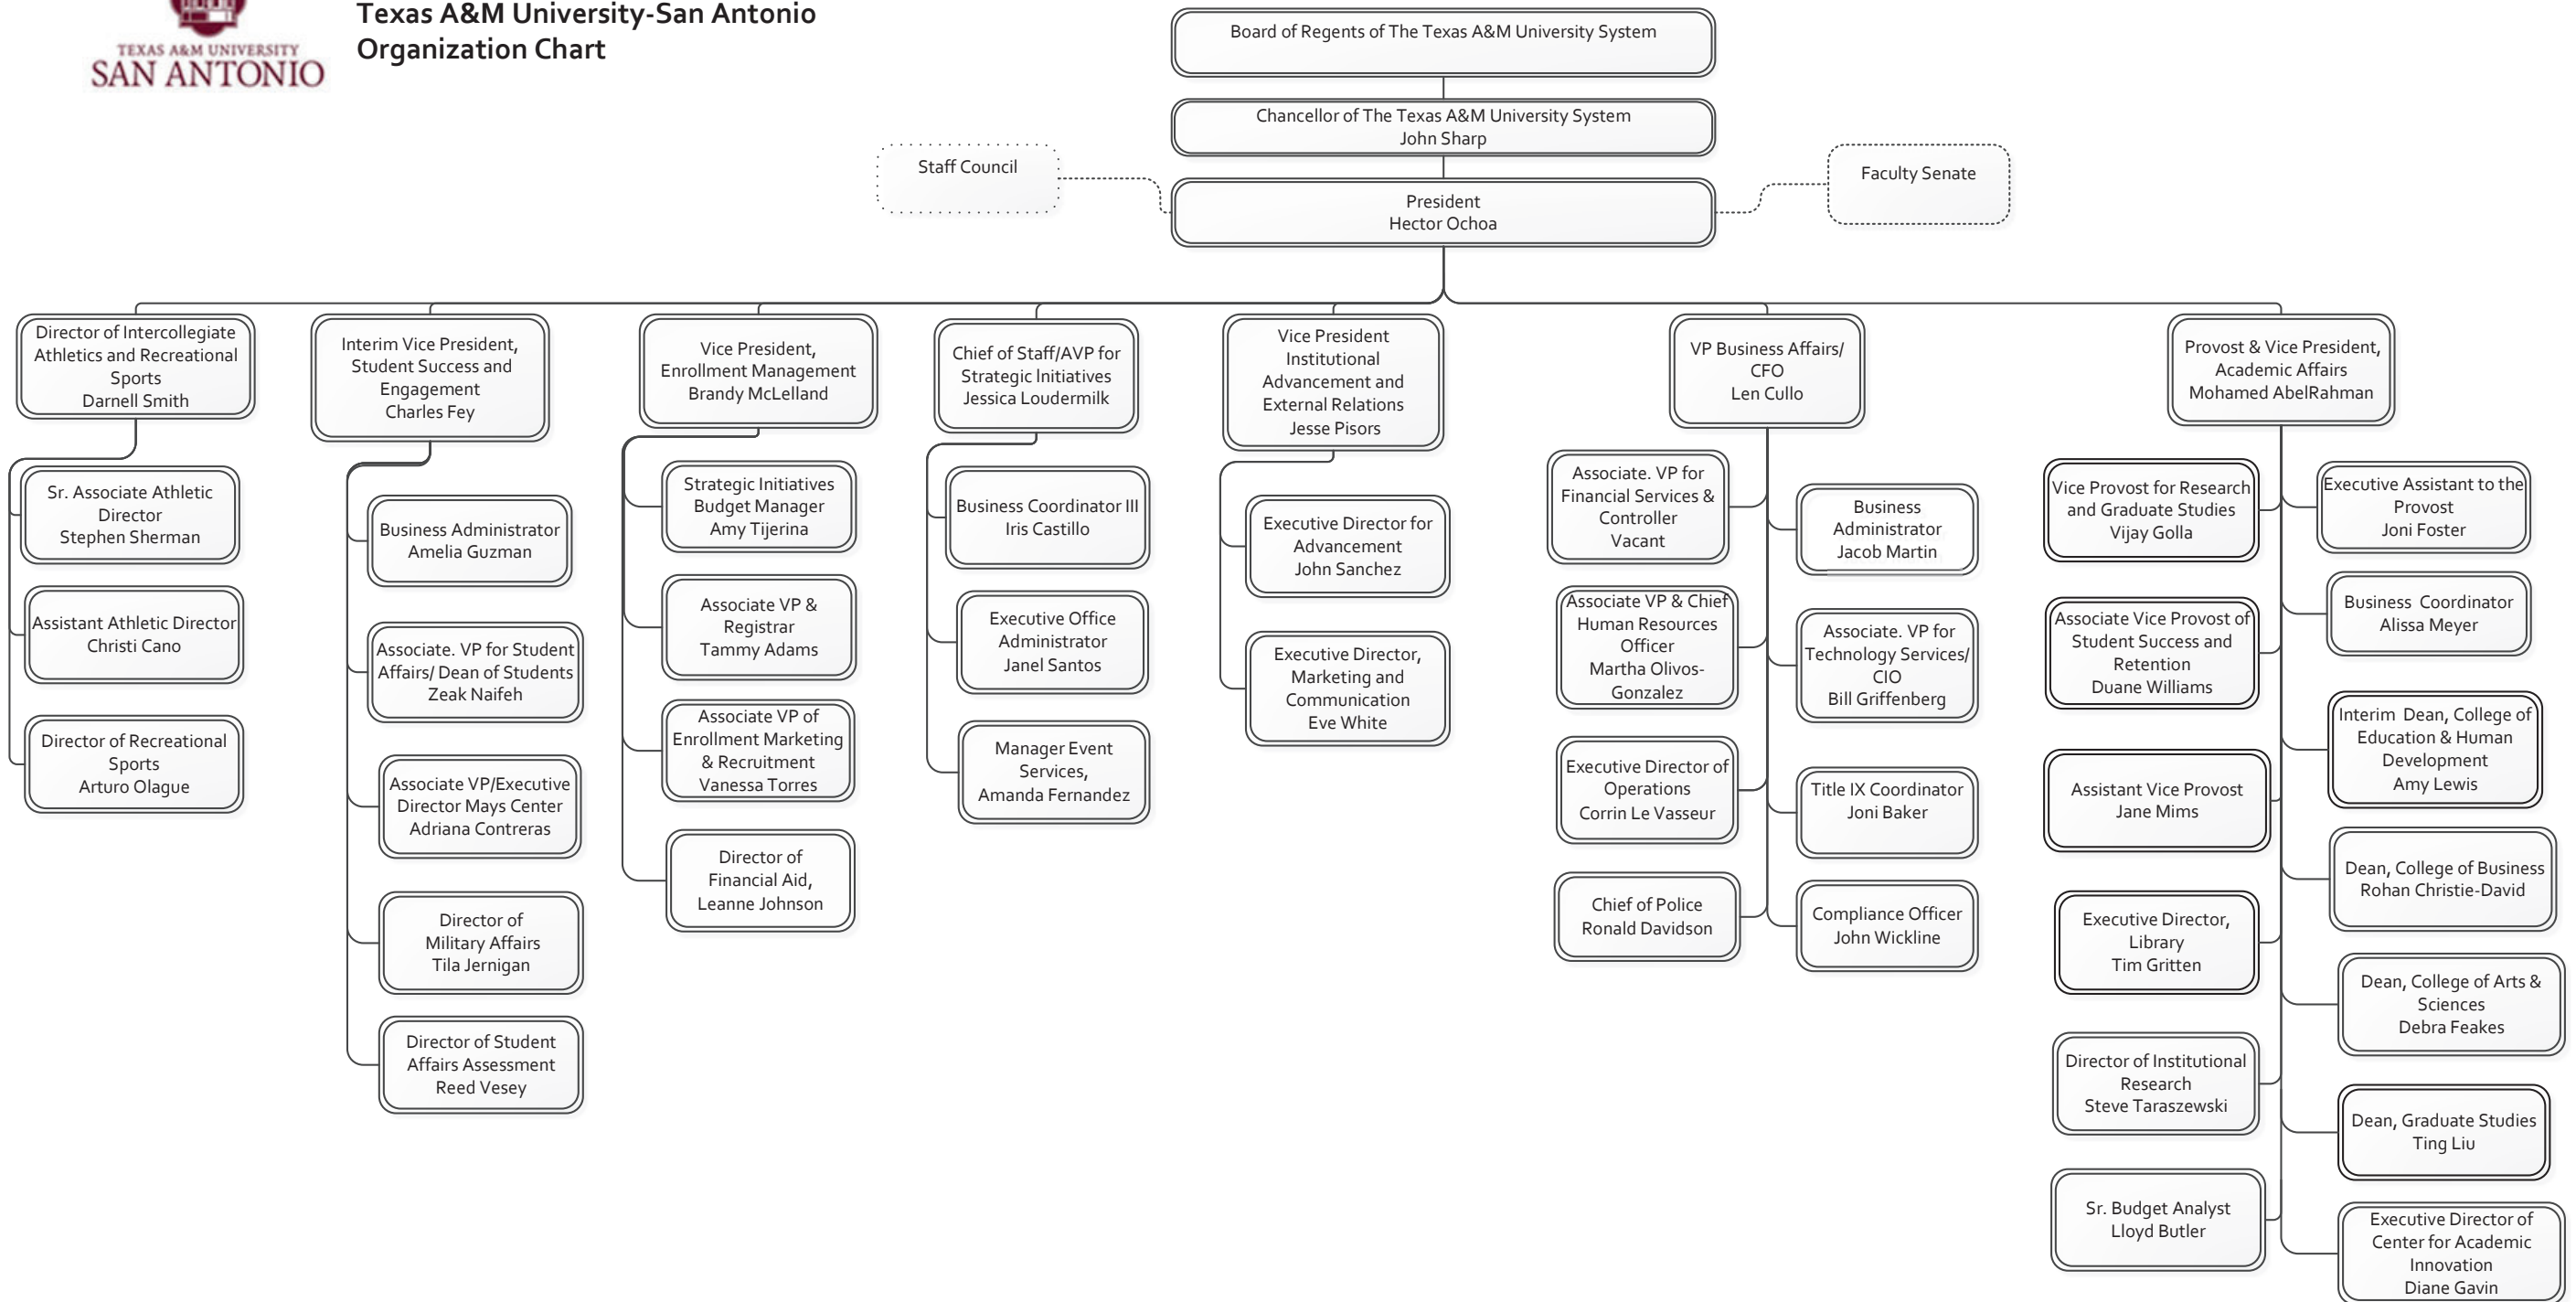 Texas A&M University-San Antonio
Organization Chart
TEXAS A&M UNIVERSITY
SAN ANTONIO
Board of Regents of The Texas A&M University System
Chancellor of The Texas A&M University System
John Sharp
Staff Council
Faculty Senate
President
Hector Ochoa
Director of Intercollegiate
Athletics and Recreational
Sports
Darnell Smith
Sr. Associate Athletic
Director
Stephen Sherman
Assistant Athletic Director
Christi Cano
Director of Recreational
Sports
Arturo Olague
Interim Vice President,
Student Success and
Engagement
Charles Fey
Business Administrator
Amelia Guzman
Associate. VP for Student
Affairs/ Dean of Students
Zeak Naifeh
Associate VP/Executive
Director Mays Center
Adriana Contreras
Director of
Military Affairs
Tila Jernigan
Director of Student
Affairs Assessment
Reed Vesey
Vice President,
Enrollment Management
Brandy McLelland
Strategic Initiatives
Budget Manager
Amy Tijerina
Associate VP &
Registrar
Tammy Adams
Associate VP of
Enrollment Marketing
& Recruitment
Vanessa Torres
Director of
Financial Aid,
Leanne Johnson
Chief of Staff/AVP for
Strategic Initiatives
Jessica Loudermilk
Business Coordinator III
Iris Castillo
Executive Office
Administrator
Janel Santos
Manager Event
Services,
Amanda Fernandez
Vice President
Institutional
Advancement and
External Relations
Jesse Pisors
Executive Director for
Advancement
John Sanchez
Executive Director,
Marketing and
Communication
Eve White
VP Business Affairs/
CFO
Len Cullo
Associate. VP for
Financial Services &
Controller
Vacant
Business
Administrator
Jacob Martin
Associate VP & Chief
Human Resources
Officer
Martha Olivos-
Gonzalez
Associate. VP for
Technology Services/
CIO
Bill Griffenberg
Executive Director of
Operations
Corrin Le Vasseur
Title IX Coordinator
Joni Baker
Chief of Police
Ronald Davidson
Compliance Officer
John Wickline
Provost & Vice President,
Academic Affairs
Mohamed AbelRahman
Vice Provost for Research
and Graduate Studies
Vijay Golla
Executive Assistant to the
Provost
Joni Foster
Business  Coordinator
Alissa Meyer
Associate Vice Provost of
Student Success and
Retention
Duane Williams
Interim  Dean, College of
Education & Human
Development
Amy Lewis
Assistant Vice Provost
Jane Mims
Dean, College of Business
Rohan Christie-David
Executive Director,
Library
Tim Gritten
Dean, College of Arts &
Sciences
Debra Feakes
Director of Institutional
Research
Steve Taraszewski
Dean, Graduate Studies
Ting Liu
Sr. Budget Analyst
Lloyd Butler
Executive Director of
Center for Academic
Innovation
Diane Gavin